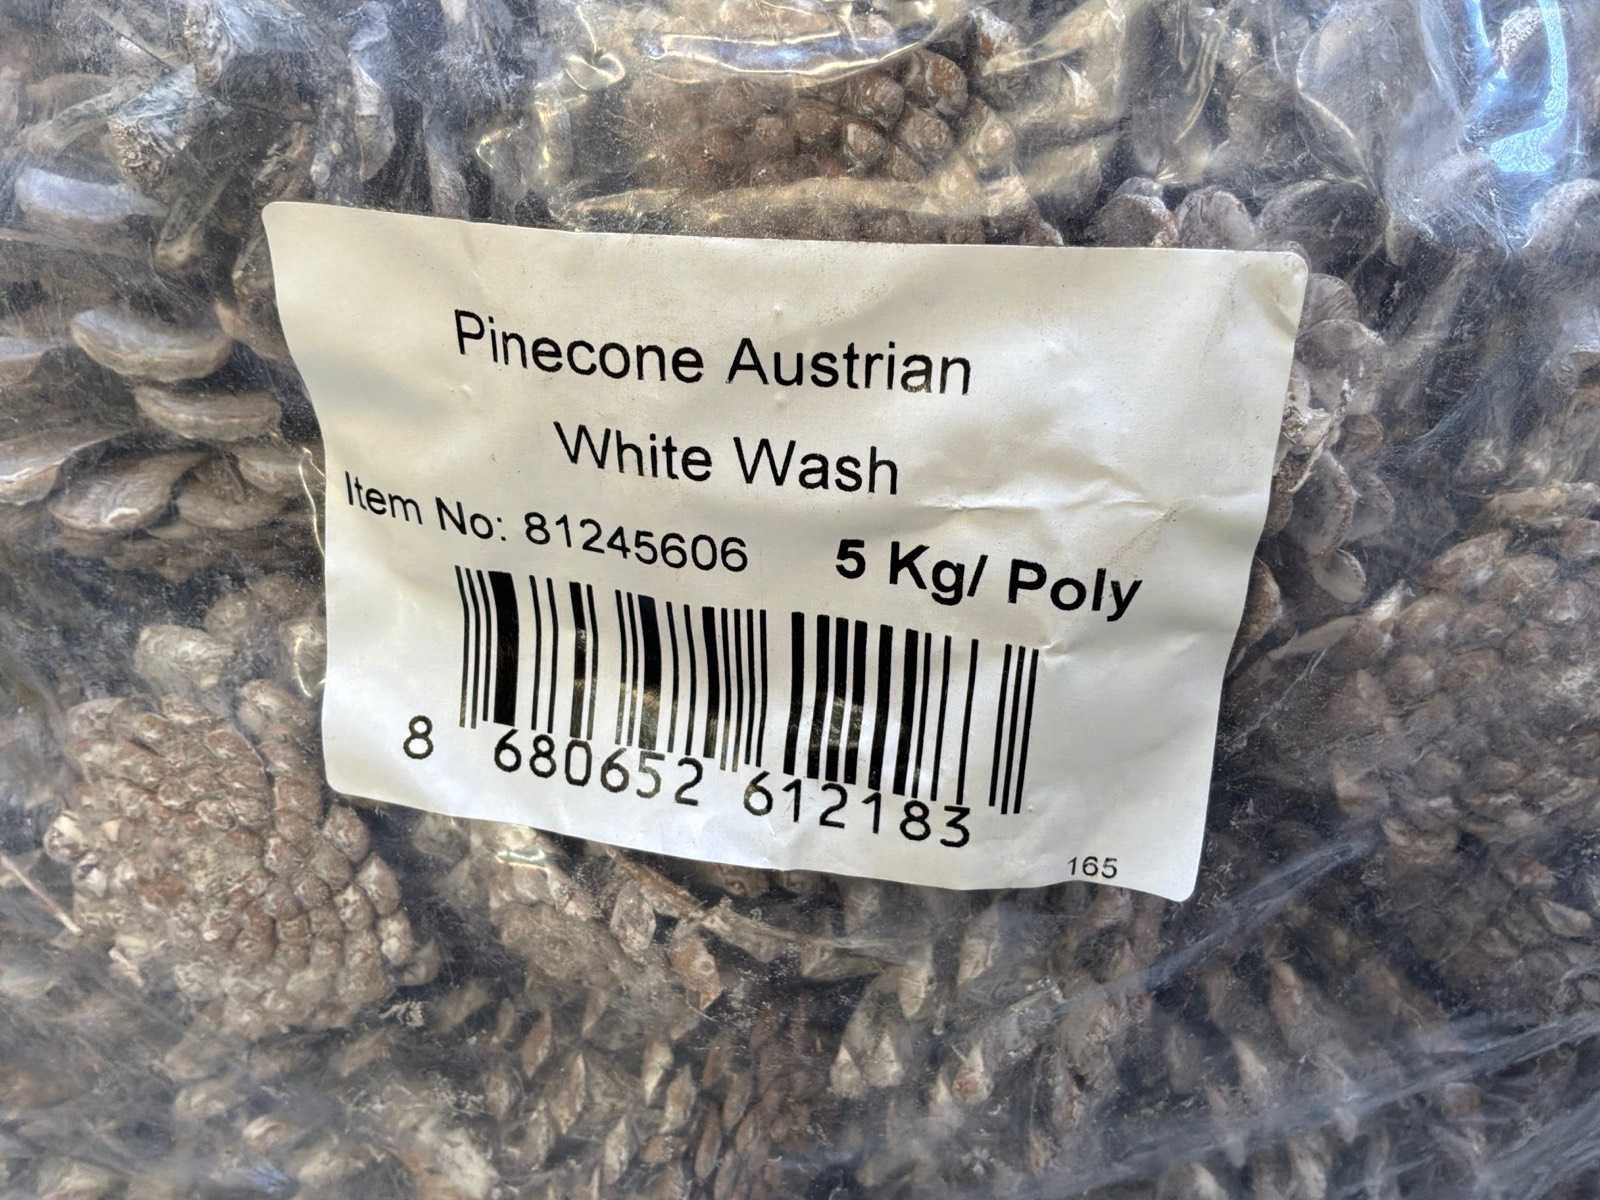 Pinecone Austrian
White Wash
Item No: 81245606 5 Kg/ Poly
8 680652 612183
165